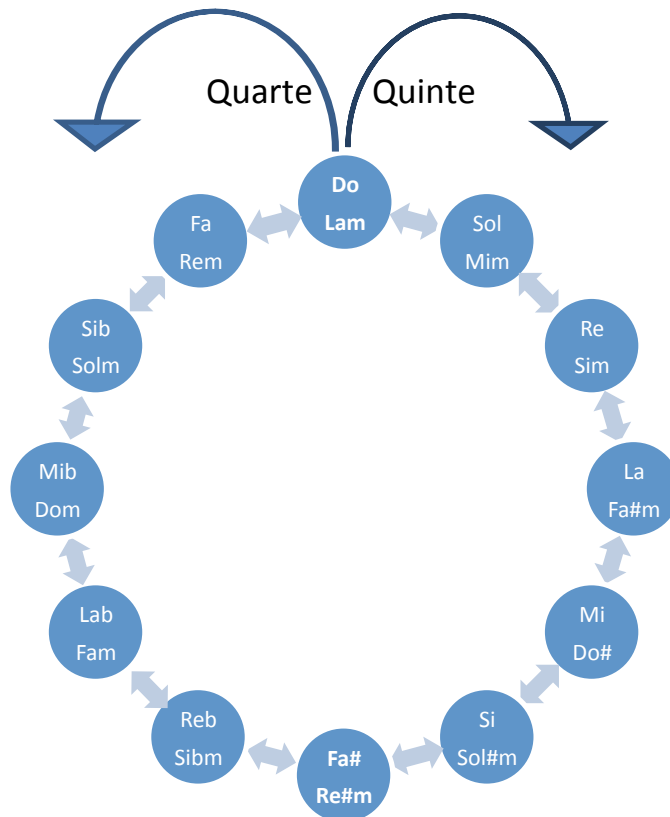 Quarte
Quinte
Do
Lam
Sol
Mim
Re
Sim
La
Fa#m
Mi
Do#
Si
Sol#m
Fa#
Re#m
Reb
Sibm
Lab
Fam
Mib
Dom
Sib
Solm
Fa
Rem